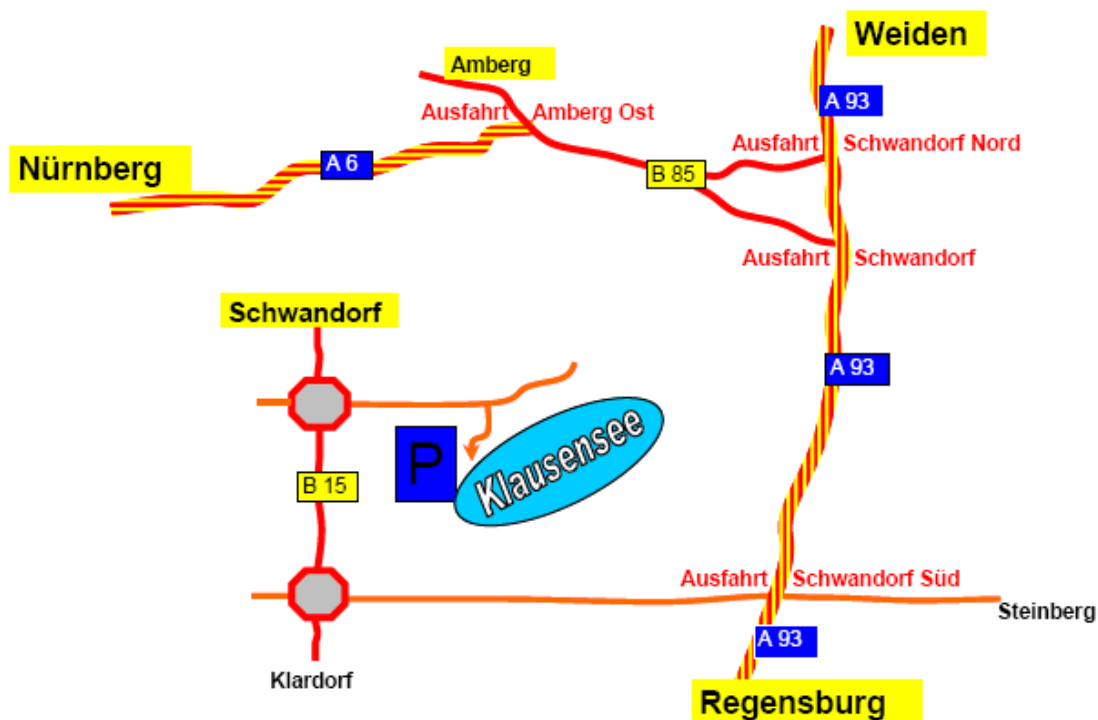 Weiden
Amberg
A 93
Ausfahrt Amberg Ost
Ausfahrt Schwandorf Nord
Nürnberg
A 6
B 85
Ausfahrt Schwandorf
Schwandorf
A 93
Klausensee
P
B 15
Ausfahrt Schwandorf Süd
Steinberg
A 93
Klardorf
Regensburg